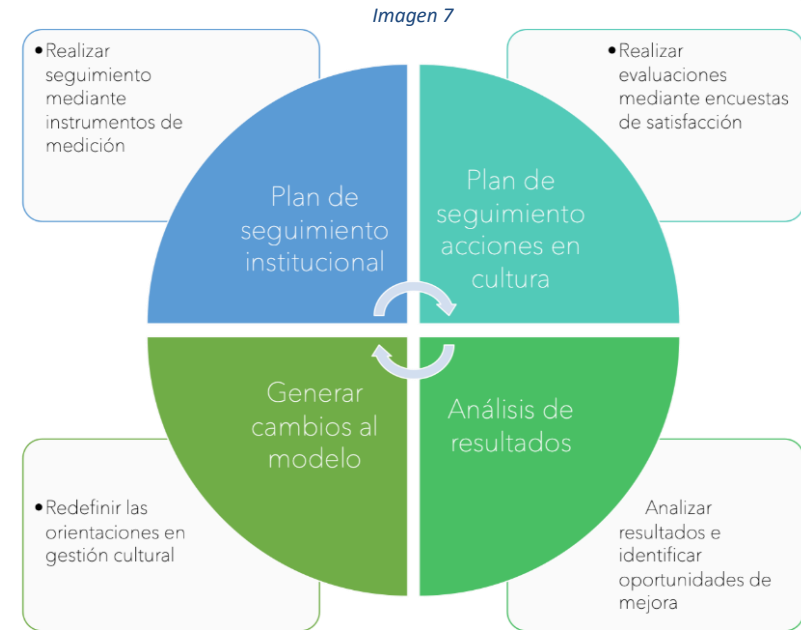 Imagen 7
•Realizar
seguimiento
mediante
instrumentos de
medición
•Realizar
evaluaciones
mediante encuestas
de satisfacción
Plan de
seguimiento
institucional
Plan de
seguimiento
acciones en
cultura
Generar
cambios al
modelo
Análisis de
resultados
•Redefinir las
orientaciones en
gestión cultural
Analizar
resultados e
identificar
oportunidades de
mejora